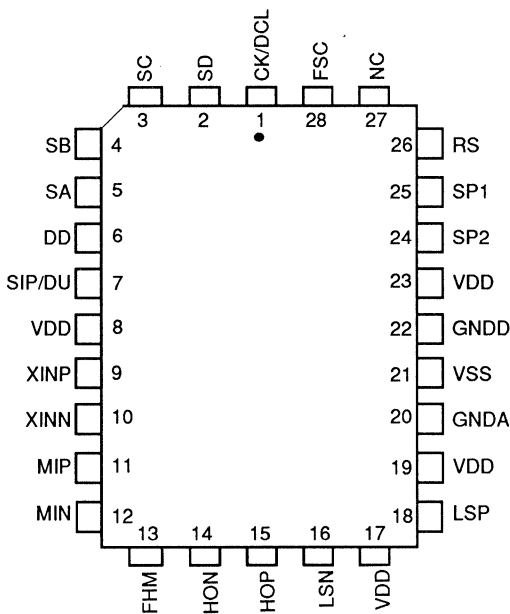 SC SD CK/DCL FSC NC
3 2 1 28 27
SB 4 26 RS
SA 5 25 SP1
DD 6 24 SP2
SIP/DU 7 23 VDD
VDD 8 22 GNDD
XINP 9 21 VSS
XINN 10 20 GNDA
MIP 11 19 VDD
MIN 12 18 LSP
13 14 15 16 17
FHM HON HOP LSN VDD